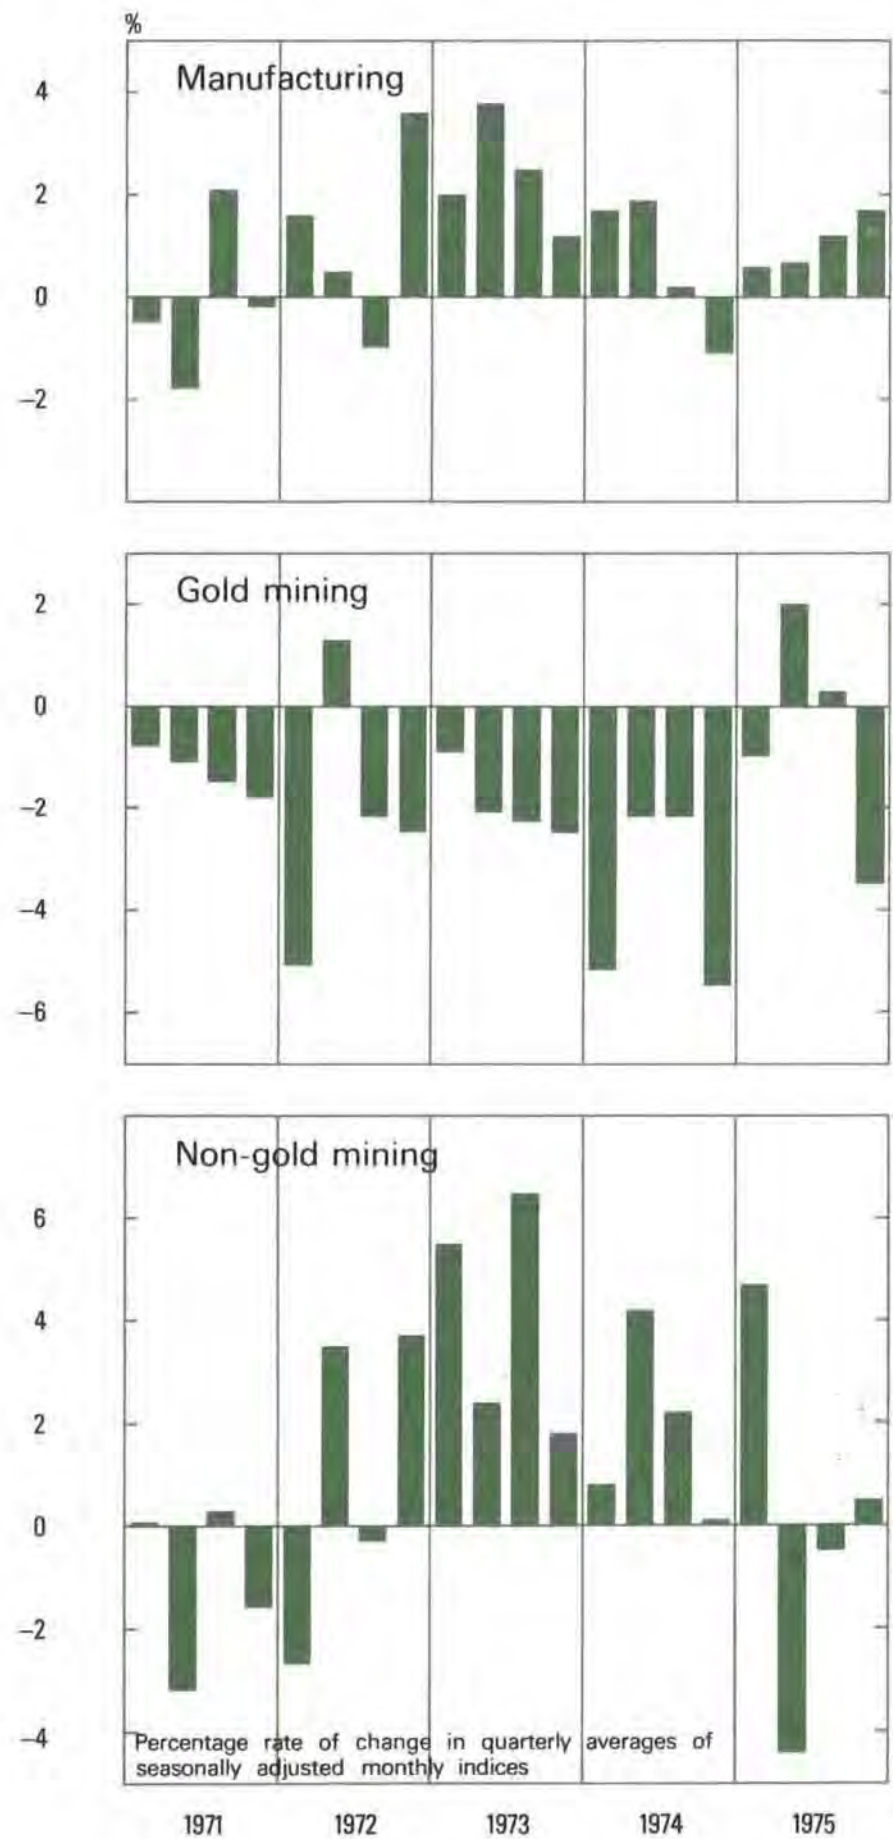 %
Manufacturing
4
2
0
–2
Gold mining
2
0
–2
–4
–6
Non-gold mining
6
4
2
0
–2
–4
Percentage rate of change in quarterly averages of
seasonally adjusted monthly indices
1971 1972 1973 1974 1975